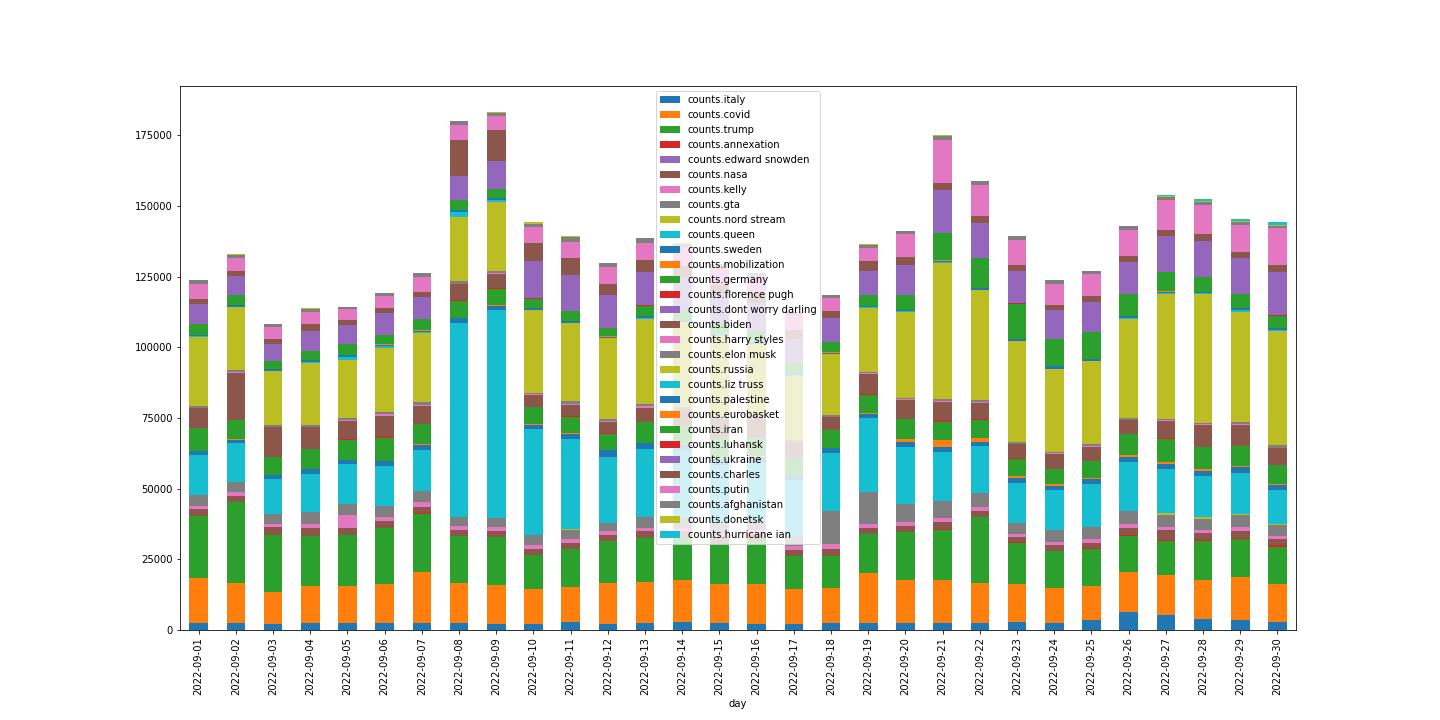 counts.italy
counts.covid
counts.trump
counts.annexation
counts.edward snowden
counts.nasa
counts.kelly
counts.gta
counts.nord stream
counts.queen
counts.sweden
counts.mobilization
counts.germany
counts.florence pugh
counts.dont worry darling
counts.biden
counts.harry styles
counts.elon musk
counts.russia
counts.liz truss
counts.palestine
counts.eurobasket
counts.iran
counts.luhansk
counts.ukraine
counts.charles
counts.putin
counts.afghanistan
counts.donetsk
counts.hurricane ian
175000
150000
125000
100000
75000
50000
25000
0
2022-09-01
2022-09-02
2022-09-03
2022-09-04
2022-09-05
2022-09-06
2022-09-07
2022-09-08
2022-09-09
2022-09-10
2022-09-11
2022-09-12
2022-09-13
2022-09-14
2022-09-15
2022-09-16
2022-09-17
2022-09-18
2022-09-19
2022-09-20
2022-09-21
2022-09-22
2022-09-23
2022-09-24
2022-09-25
2022-09-26
2022-09-27
2022-09-28
2022-09-29
2022-09-30
day